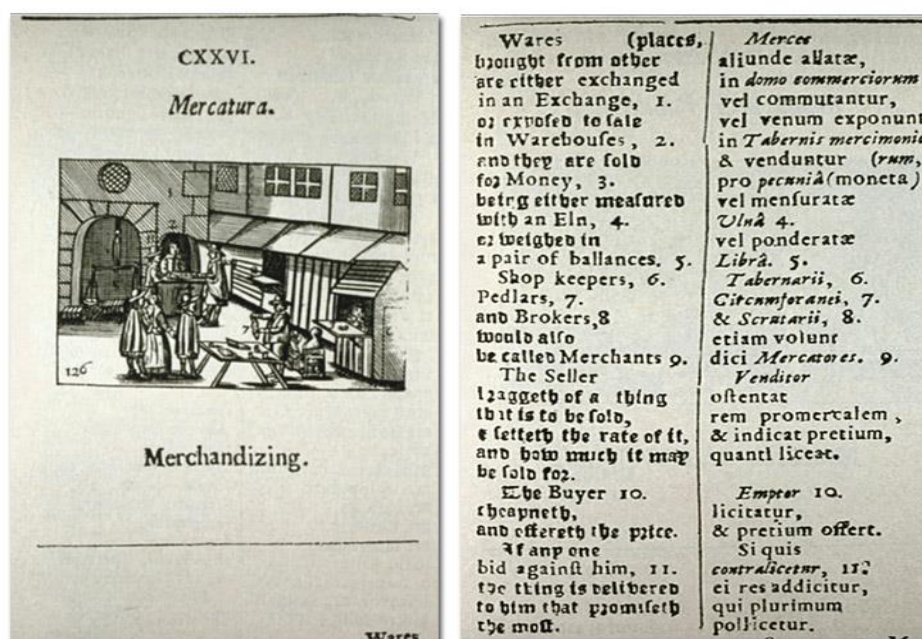 CXXVI.
Mercatura.
126
Merchandizing.
Wares
Wares (places,
brought from other
are either exchanged
in an Exchange, 1.
or exposed to sale
in Warehouses, 2.
and they are sold
for Money, 3.
being either measured
with an Eln, 4.
or weighed in
a pair of ballances. 5.
Shop keepers, 6.
Pedlars, 7.
and Brokers, 8
would also
be called Merchants 9.
The Seller
braggeth of a thing
that is to be sold,
& setteth the rate of it,
and how much it may
be sold for.
The Buyer 10.
cheapneth,
and offereth the price.
If any one
bid against him, 11.
the thing is delivered
to him that promiseth
the most.
Merces
aliunde allatæ,
in domo commerciorum
vel commutantur,
vel venum exponunt
in Tabernis mercimonio
& venduntur (rum,
pro pecuniâ (moneta)
vel mensuratæ
Ulnâ 4.
vel ponderatæ
Librâ. 5.
Tabernarii, 6.
Circumforanei, 7.
& Scrutarii, 8.
etiam volunt
dici Mercatores. 9.
Venditor
ostentat
rem promercalem,
& indicat pretium,
quanti liceat.
Emptor 10.
licitatur,
& pretium offert.
Si quis
contralicetur, 11.
ei res addicitur,
qui plurimum
pollicetur.